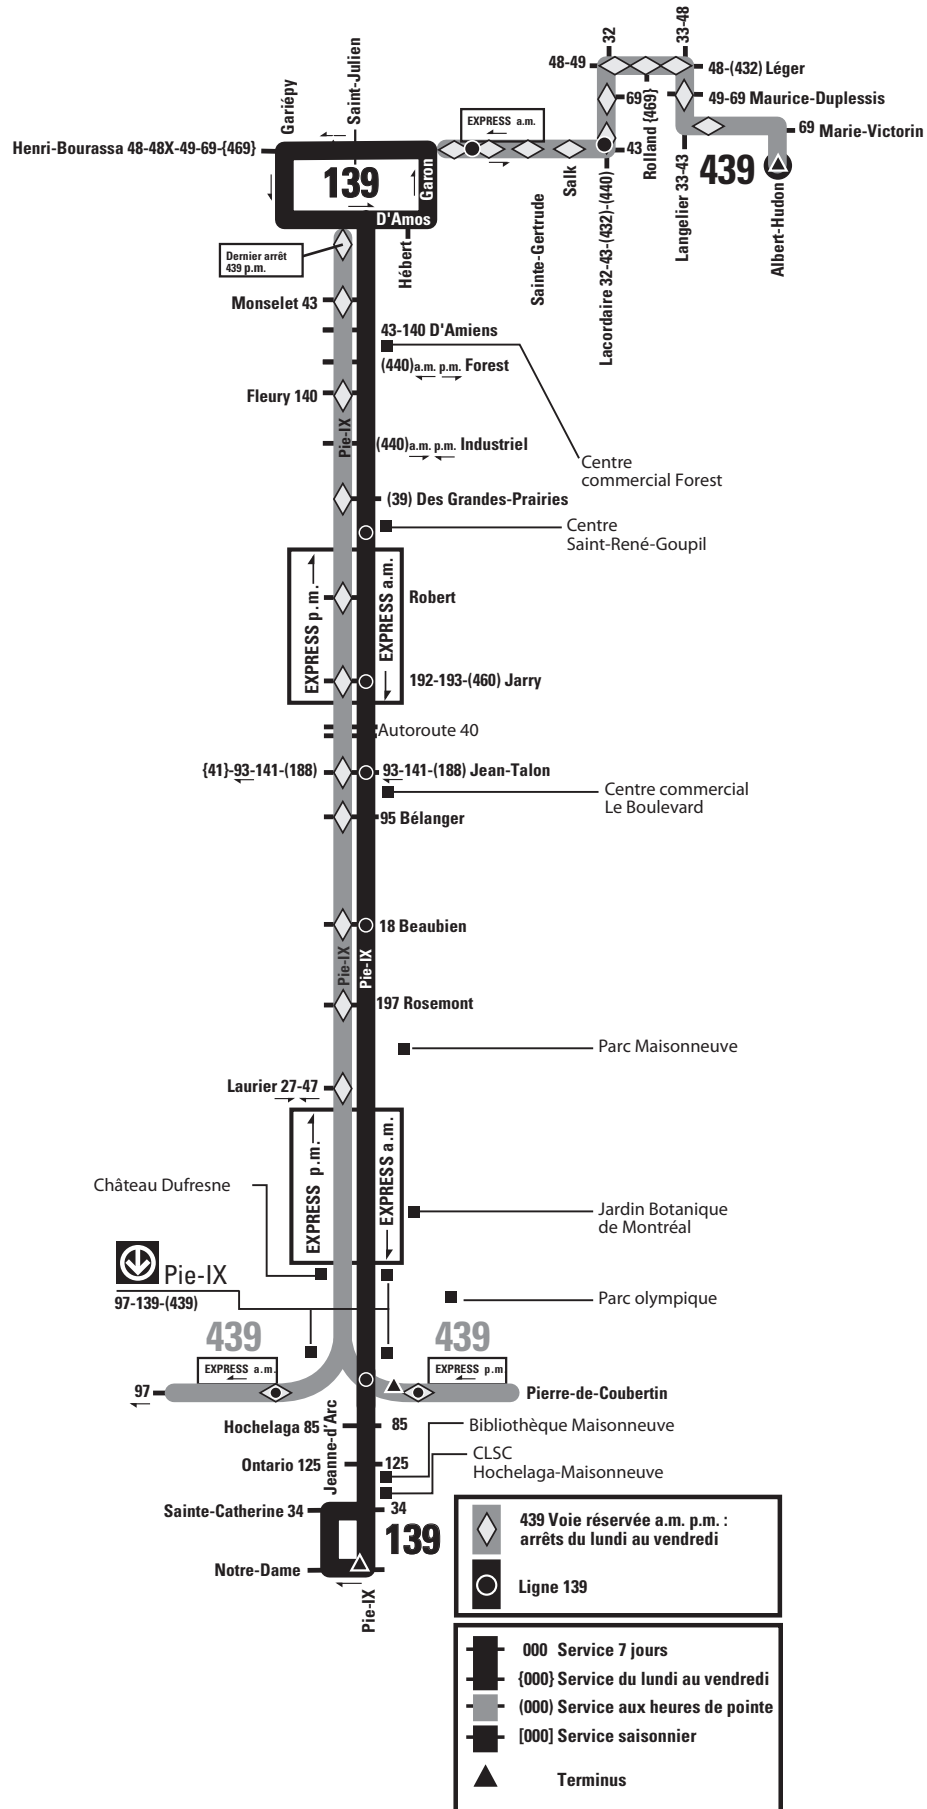 32
33-48
48-49
48-(432) Léger
69
Rolland {469}
49-69 Maurice-Duplessis
69 Marie-Victorin
43
439
Albert-Hudon
Langelier 33-43
Lacordaire 32-43-(432)-(440)
Salk
Sainte-Gertrude
EXPRESS a.m.
Gariépy
Saint-Julien
Henri-Bourassa 48-48X-49-69-{469}
139
Garon
D'Amos
Hébert
Dernier arrêt
439 p.m.
Monselet 43
43-140 D'Amiens
(440)a.m. p.m. Forest
Fleury 140
Pie-IX
(440)a.m. p.m. Industriel
Centre
commercial Forest
(39) Des Grandes-Prairies
Centre
Saint-René-Goupil
EXPRESS p.m.
EXPRESS a.m.
Robert
192-193-(460) Jarry
Autoroute 40
{41}-93-141-(188)
93-141-(188) Jean-Talon
Centre commercial
Le Boulevard
95 Bélanger
18 Beaubien
Pie-IX
Pie-IX
197 Rosemont
Parc Maisonneuve
Laurier 27-47
EXPRESS p.m.
EXPRESS a.m.
Château Dufresne
Jardin Botanique
de Montréal
Pie-IX
97-139-(439)
Parc olympique
439
439
EXPRESS a.m.
EXPRESS p.m
97
Pierre-de-Coubertin
Hochelaga 85
Jeanne-d'Arc
85
Bibliothèque Maisonneuve
Ontario 125
125
CLSC
Hochelaga-Maisonneuve
Sainte-Catherine 34
34
139
Notre-Dame
Pie-IX
439 Voie réservée a.m. p.m. :
arrêts du lundi au vendredi
Ligne 139
000 Service 7 jours
{000} Service du lundi au vendredi
(000) Service aux heures de pointe
[000] Service saisonnier
Terminus